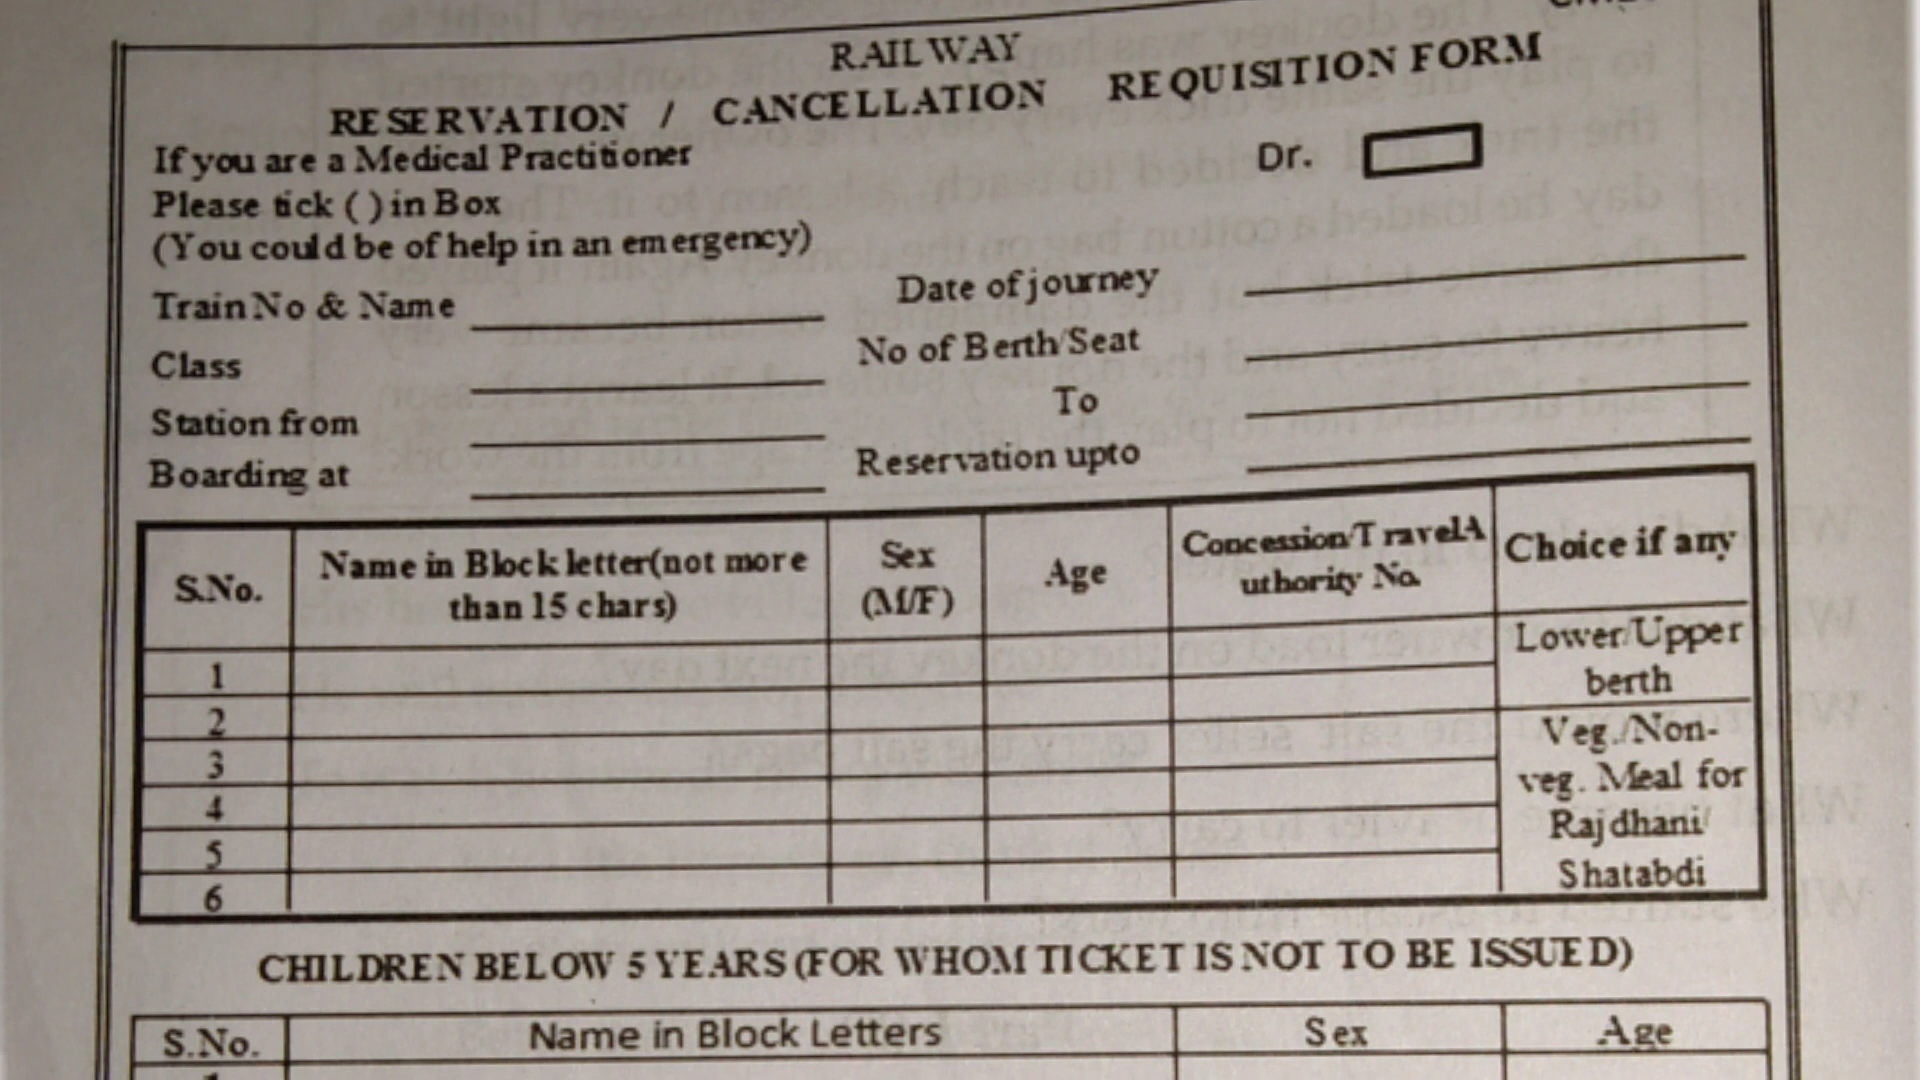 RAILWAY
RESERVATION / CANCELLATION REQUISITION FORM
If you are a Medical Practitioner Dr.
Please tick ( ) in Box
(You could be of help in an emergency)
Train No & Name Date of journey
Class No of Berth/Seat
Station from To
Boarding at Reservation upto
S.No. Name in Block letter(not more than 15 chars) Sex (M/F) Age Concession/TravelA uthority No. Choice if any
1 Lower/Upper berth
2 Veg./Non-
3 veg. Meal for
4 Rajdhani/
5 Shatabdi
6
CHILDREN BELOW 5 YEARS (FOR WHOM TICKET IS NOT TO BE ISSUED)
S.No. Name in Block Letters Sex Age